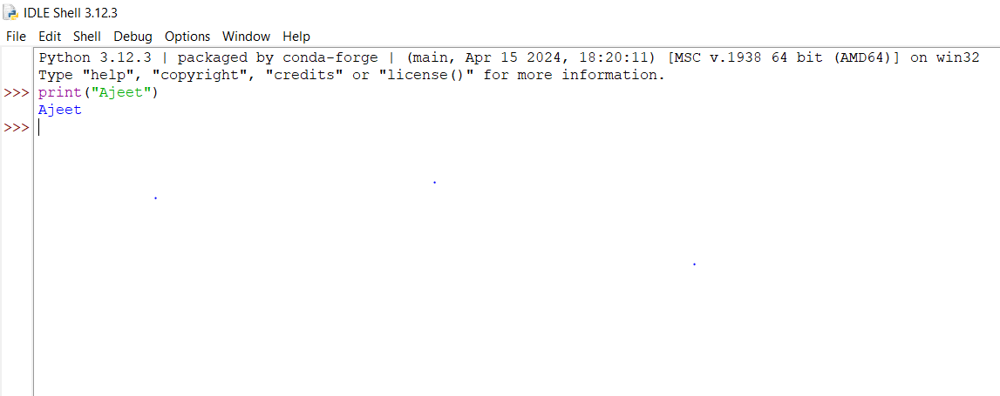 IDLE Shell 3.12.3
File Edit Shell Debug Options Window Help
Python 3.12.3 | packaged by conda-forge | (main, Apr 15 2024, 18:20:11) [MSC v.1938 64 bit (AMD64)] on win32
Type "help", "copyright", "credits" or "license()" for more information.
>>> print("Ajeet")
Ajeet
>>>